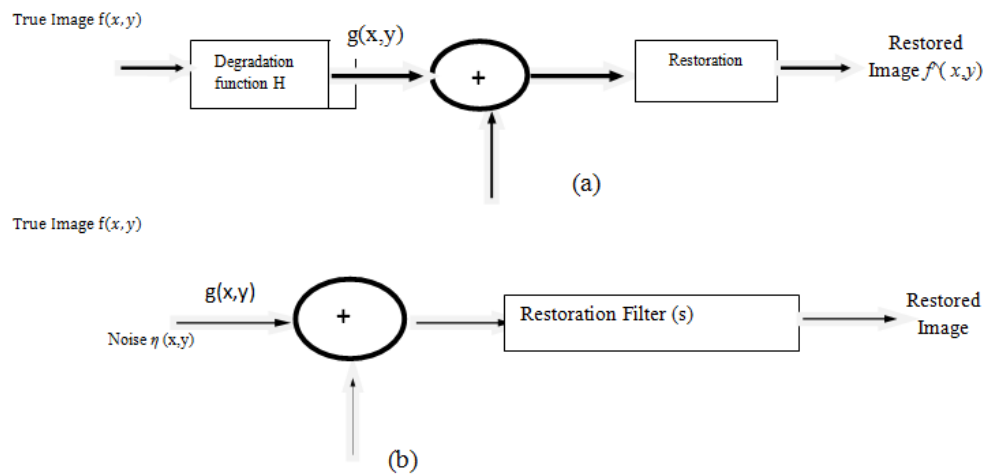 True Image f(x, y)
g(x,y)
Degradation
function H
+
Restoration
Restored
Image f^( x,y)
(a)
True Image f(x, y)
g(x,y)
Noise η (x,y)
+
Restoration Filter (s)
Restored
Image
(b)